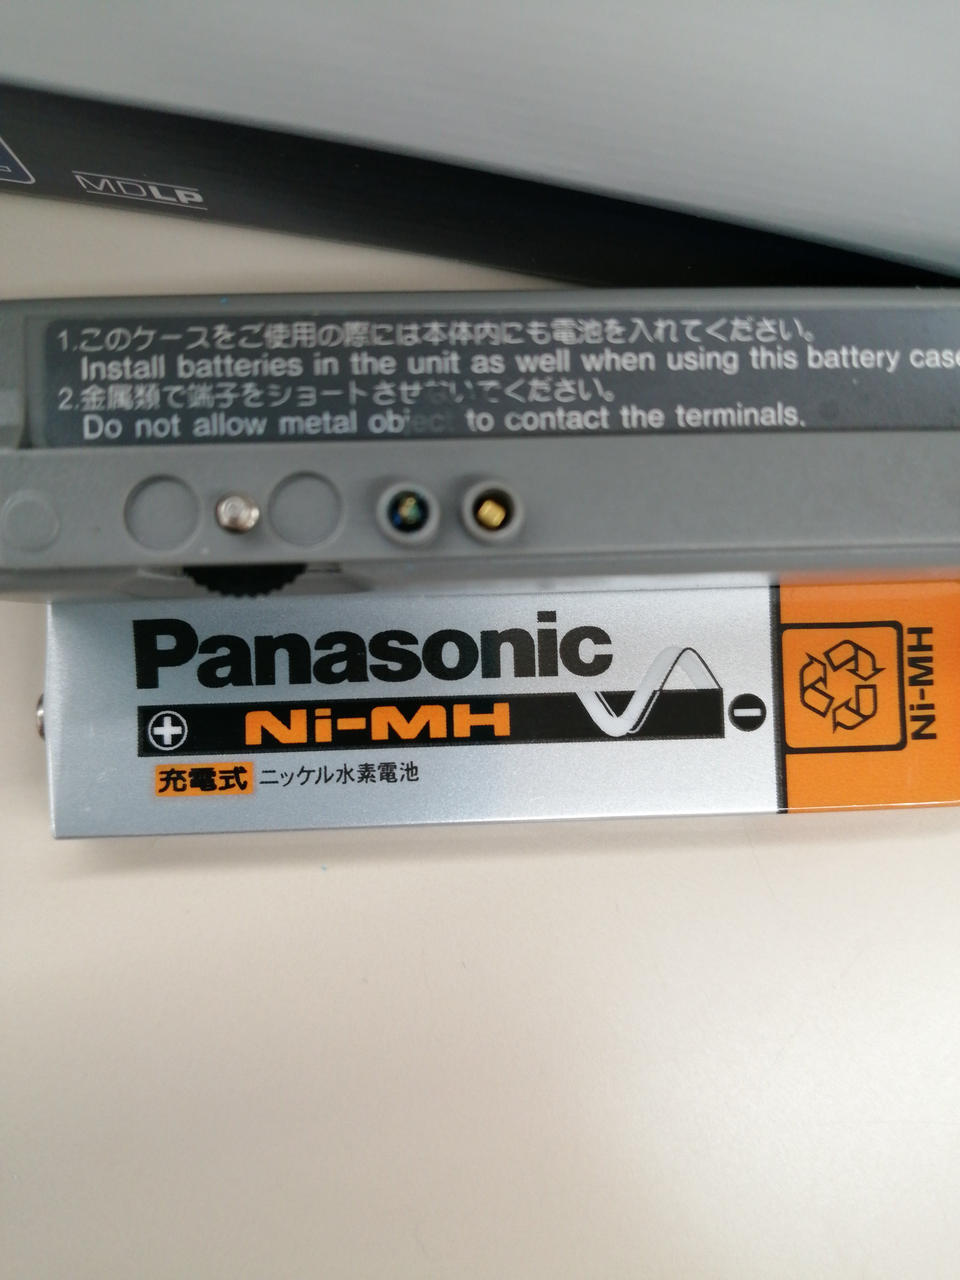 MDLP
1.このケースをご使用の際には本体内にも電池を入れてください。
Install batteries in the unit as well when using this battery case
2.金属類で端子をショートさせないでください。
Do not allow metal object to contact the terminals.
Panasonic
Ni-MH
充電式 ニッケル水素電池
Ni-MH